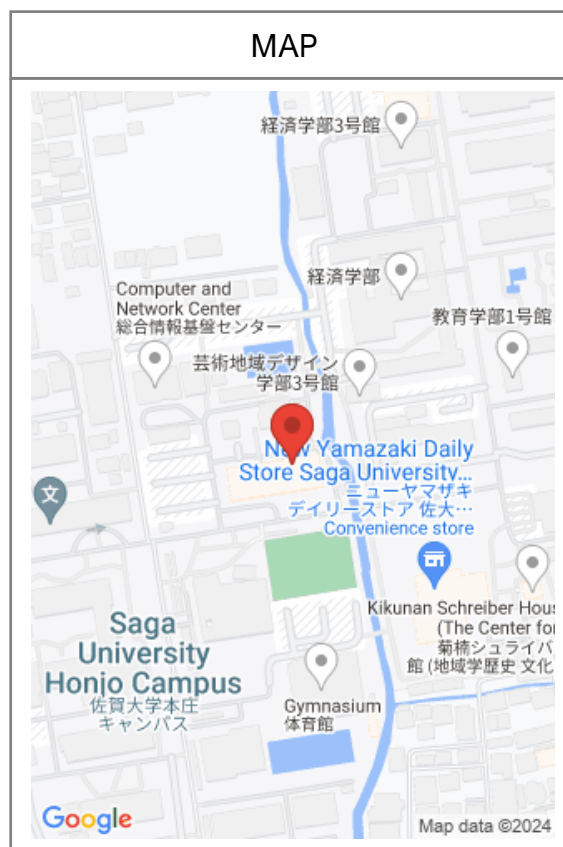 MAP
経済学部3号館
経済学部
Computer and
Network Center
総合情報基盤センター
教育学部1号館
芸術地域デザイン
学部3号館
New Yamazaki Daily
Store Saga University...
ニューヤマザキ
デイリーストア 佐大…
Convenience store
文
Kikunan Schreiber Hous
(The Center for
菊楠シュライバ
館 (地域学歴史 文化
Saga
University
Honjo Campus
佐賀大学本庄
キャンパス
Gymnasium
体育館
Google
Map data ©2024